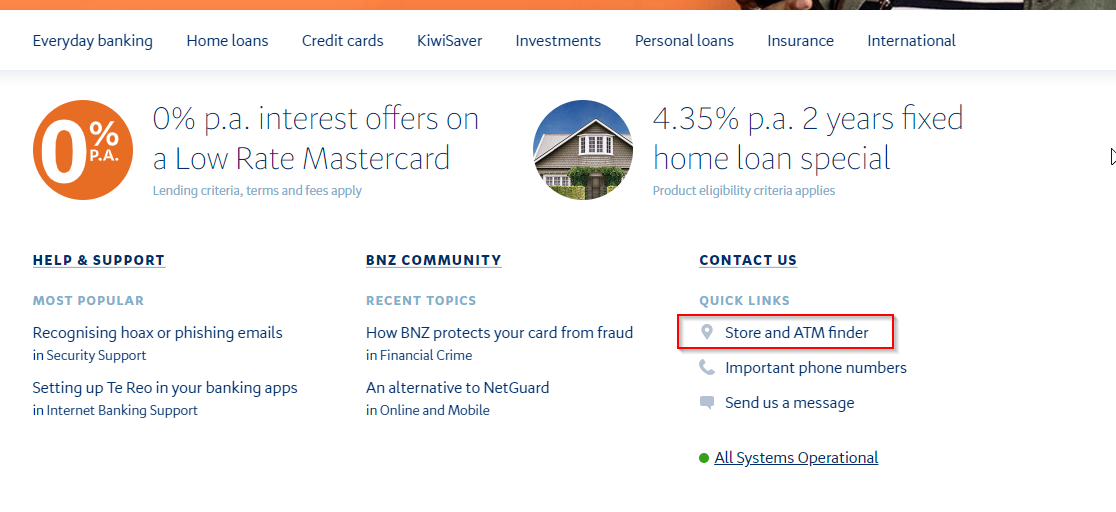 Everyday banking Home loans Credit cards KiwiSaver Investments Personal loans Insurance International
0% P.A.
0% p.a. interest offers on
a Low Rate Mastercard
Lending criteria, terms and fees apply
4.35% p.a. 2 years fixed
home loan special
Product eligibility criteria applies
HELP & SUPPORT
MOST POPULAR
Recognising hoax or phishing emails
in Security Support
Setting up Te Reo in your banking apps
in Internet Banking Support
BNZ COMMUNITY
RECENT TOPICS
How BNZ protects your card from fraud
in Financial Crime
An alternative to NetGuard
in Online and Mobile
CONTACT US
QUICK LINKS
Store and ATM finder
Important phone numbers
Send us a message
All Systems Operational